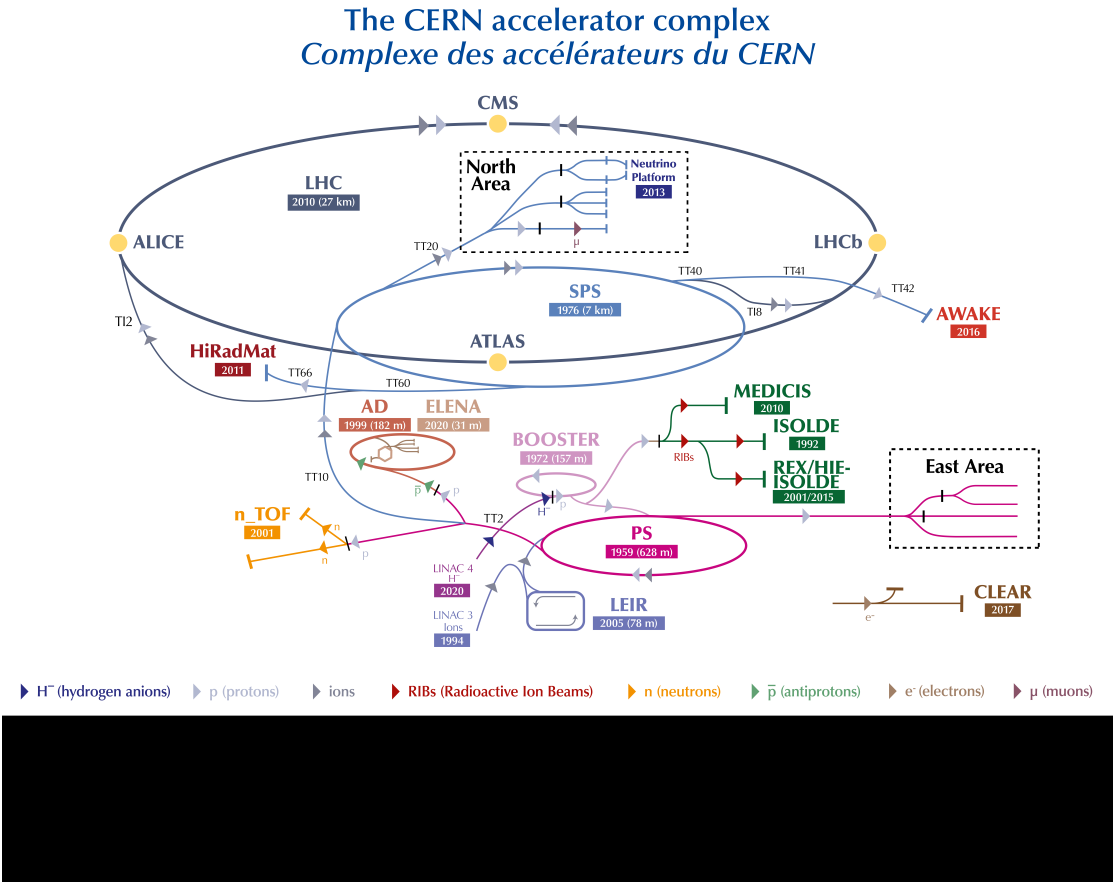 The CERN accelerator complex
Complexe des accélérateurs du CERN
CMS
North
Area
Neutrino
Platform
2013
LHC
2010 (27 km)
ALICE
LHCb
TT20
μ
TT40
TT41
TT42
SPS
1976 (7 km)
TI8
AWAKE
2016
TI2
ATLAS
HiRadMat
2011
TT66
TT60
AD
1999 (182 m)
ELENA
2020 (31 m)
MEDICIS
2010
BOOSTER
1972 (157 m)
ISOLDE
1992
RIBs
REX/HIE-
ISOLDE
2001/2015
East Area
TT10
p̅
p
H⁻
p
n_TOF
2001
n
n
p
TT2
PS
1959 (628 m)
LINAC 4
H⁻
2020
LINAC 3
Ions
1994
LEIR
2005 (78 m)
CLEAR
2017
e⁻
H⁻ (hydrogen anions)
p (protons)
ions
RIBs (Radioactive Ion Beams)
n (neutrons)
p̅ (antiprotons)
e⁻ (electrons)
μ (muons)